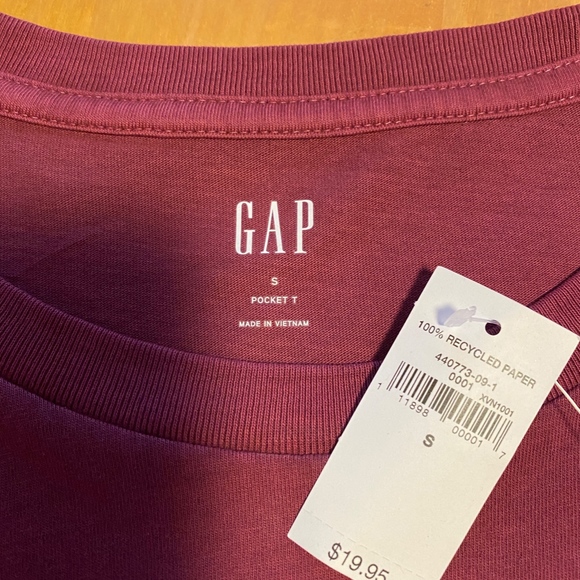 GAP
S
POCKET T
MADE IN VIETNAM
100% RECYCLED PAPER
440773-09-1
0001 XVN1001
1 11898 00001 7
S
$19.95